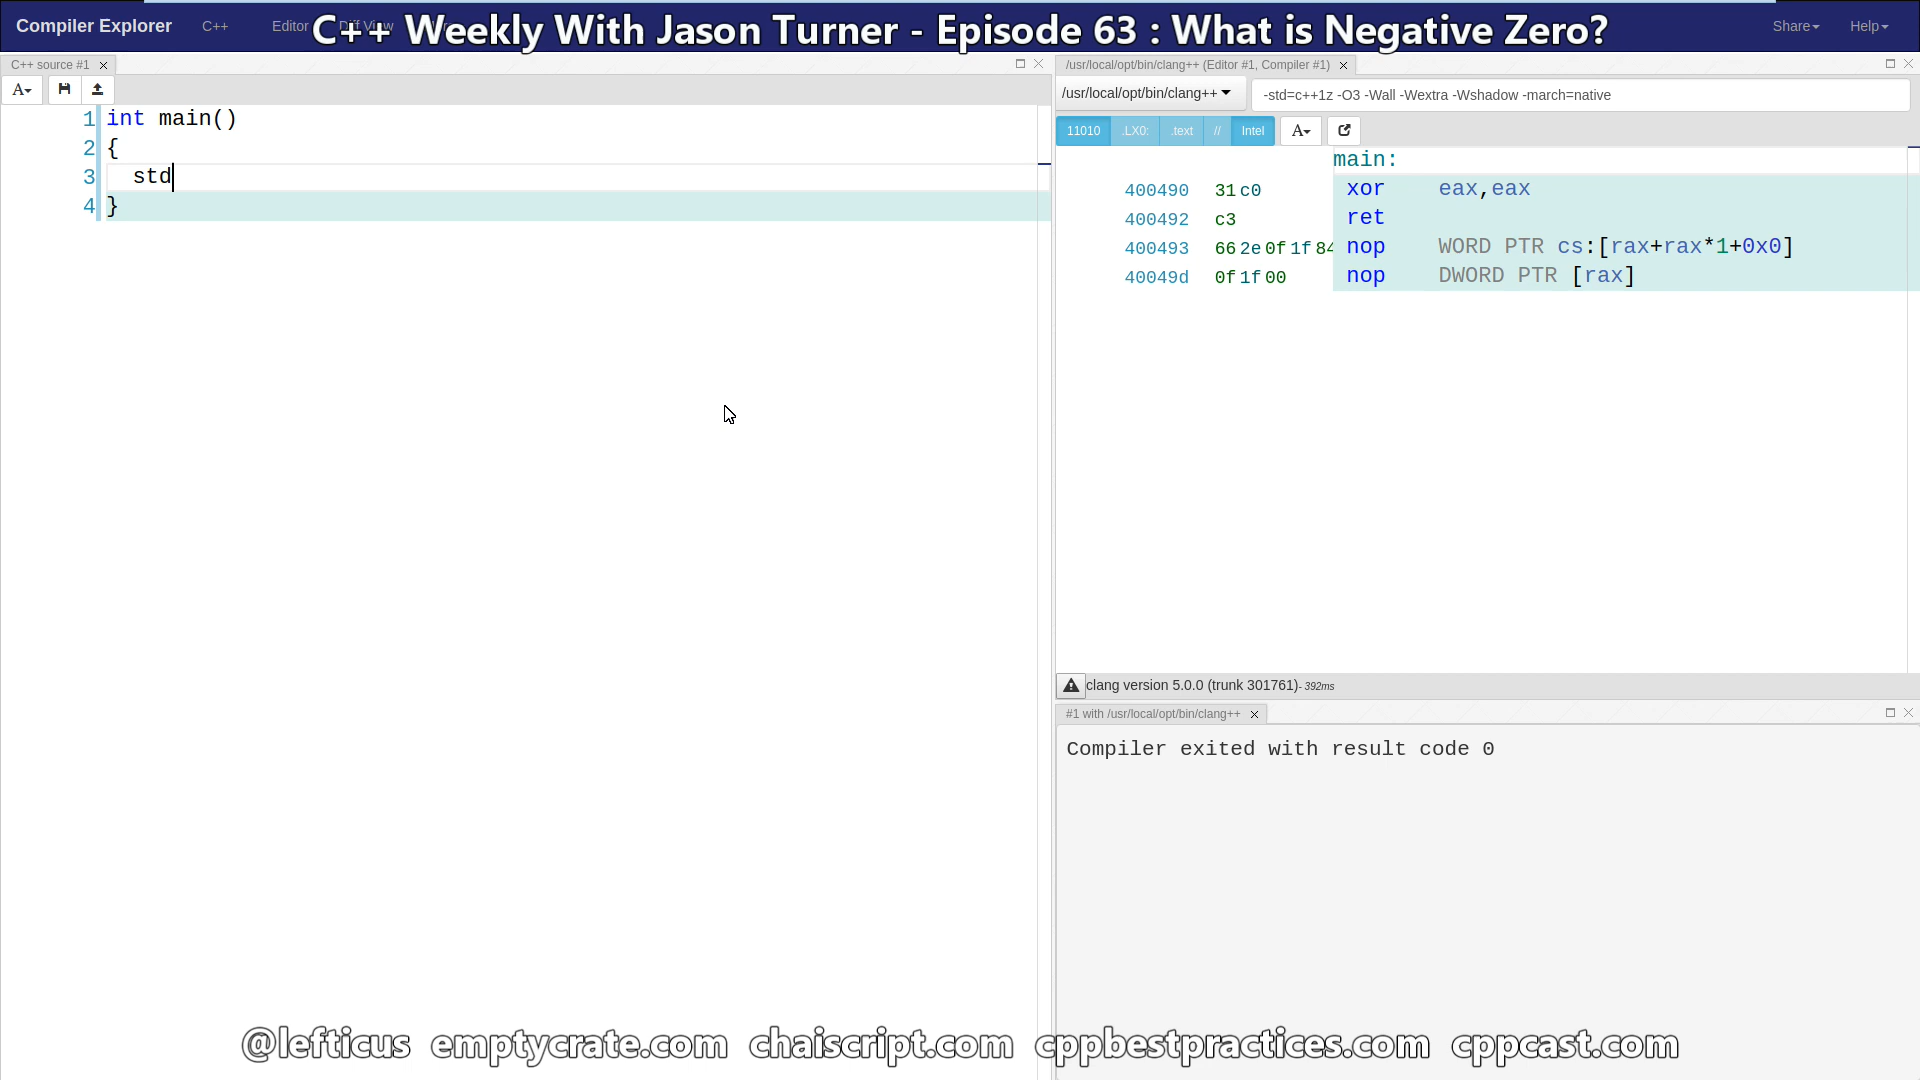 Compiler Explorer C++ Editor Diff View Share Help
C++ Weekly With Jason Turner - Episode 63 : What is Negative Zero?
C++ source #1
A
1 int main()
2 {
3 std
4 }
/usr/local/opt/bin/clang++ (Editor #1, Compiler #1)
/usr/local/opt/bin/clang++ -std=c++1z -O3 -Wall -Wextra -Wshadow -march=native
11010 .LX0: .text // Intel A
main:
400490 31 c0 xor eax,eax
400492 c3 ret
400493 66 2e 0f 1f 84 nop WORD PTR cs:[rax+rax*1+0x0]
40049d 0f 1f 00 nop DWORD PTR [rax]
clang version 5.0.0 (trunk 301761)- 392ms
#1 with /usr/local/opt/bin/clang++
Compiler exited with result code 0
@lefticus emptycrate.com chaiscript.com cppbestpractices.com cppcast.com